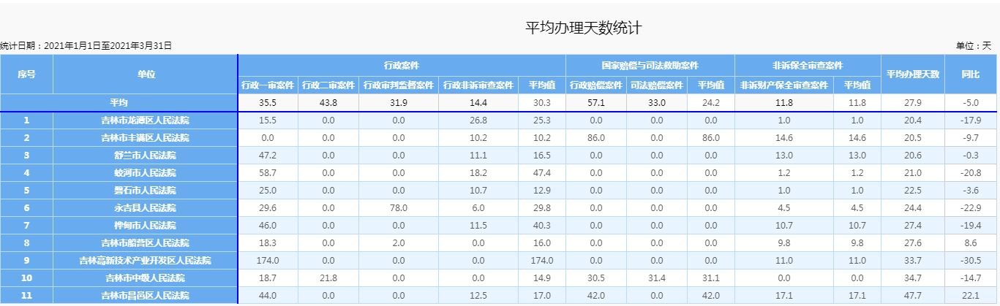 平均办理天数统计
统计日期：2021年1月1日至2021年3月31日 单位：天
序号 单位 行政案件 国家赔偿与司法救助案件 非诉保全审查案件 平均办理天数 同比
行政一审案件 行政二审案件 行政审判监督案件 行政非诉审查案件 平均值 行政赔偿案件 司法赔偿案件 平均值 非诉财产保全审查案件 平均值
平均 35.5 43.8 31.9 14.4 30.3 57.1 33.0 24.2 11.8 11.8 27.9 -5.0
1 吉林市龙潭区人民法院 15.5 0.0 0.0 26.8 25.3 0.0 0.0 0.0 1.0 1.0 20.4 -17.9
2 吉林市丰满区人民法院 0.0 0.0 0.0 10.2 10.2 86.0 0.0 86.0 14.6 14.6 20.5 -9.7
3 舒兰市人民法院 47.2 0.0 0.0 11.1 16.5 0.0 0.0 0.0 13.0 13.0 20.6 -0.3
4 蛟河市人民法院 58.7 0.0 0.0 18.2 47.4 0.0 0.0 0.0 1.2 1.2 21.0 -20.8
5 磐石市人民法院 25.0 0.0 0.0 10.7 12.9 0.0 0.0 0.0 1.0 1.0 22.5 -3.6
6 永吉县人民法院 29.6 0.0 78.0 6.0 29.8 0.0 0.0 0.0 4.5 4.5 24.4 -22.9
7 桦甸市人民法院 46.0 0.0 0.0 11.5 40.3 0.0 0.0 0.0 10.7 10.7 27.4 -19.4
8 吉林市船营区人民法院 18.3 0.0 2.0 0.0 16.0 0.0 0.0 0.0 9.8 9.8 27.6 8.6
9 吉林高新技术产业开发区人民法院 174.0 0.0 0.0 0.0 174.0 0.0 0.0 0.0 11.0 11.0 33.7 -30.5
10 吉林市中级人民法院 18.7 21.8 0.0 0.0 14.9 30.5 31.4 31.1 0.0 0.0 34.7 -14.7
11 吉林市昌邑区人民法院 44.0 0.0 0.0 12.5 17.0 42.0 0.0 42.0 17.1 17.1 47.7 22.1